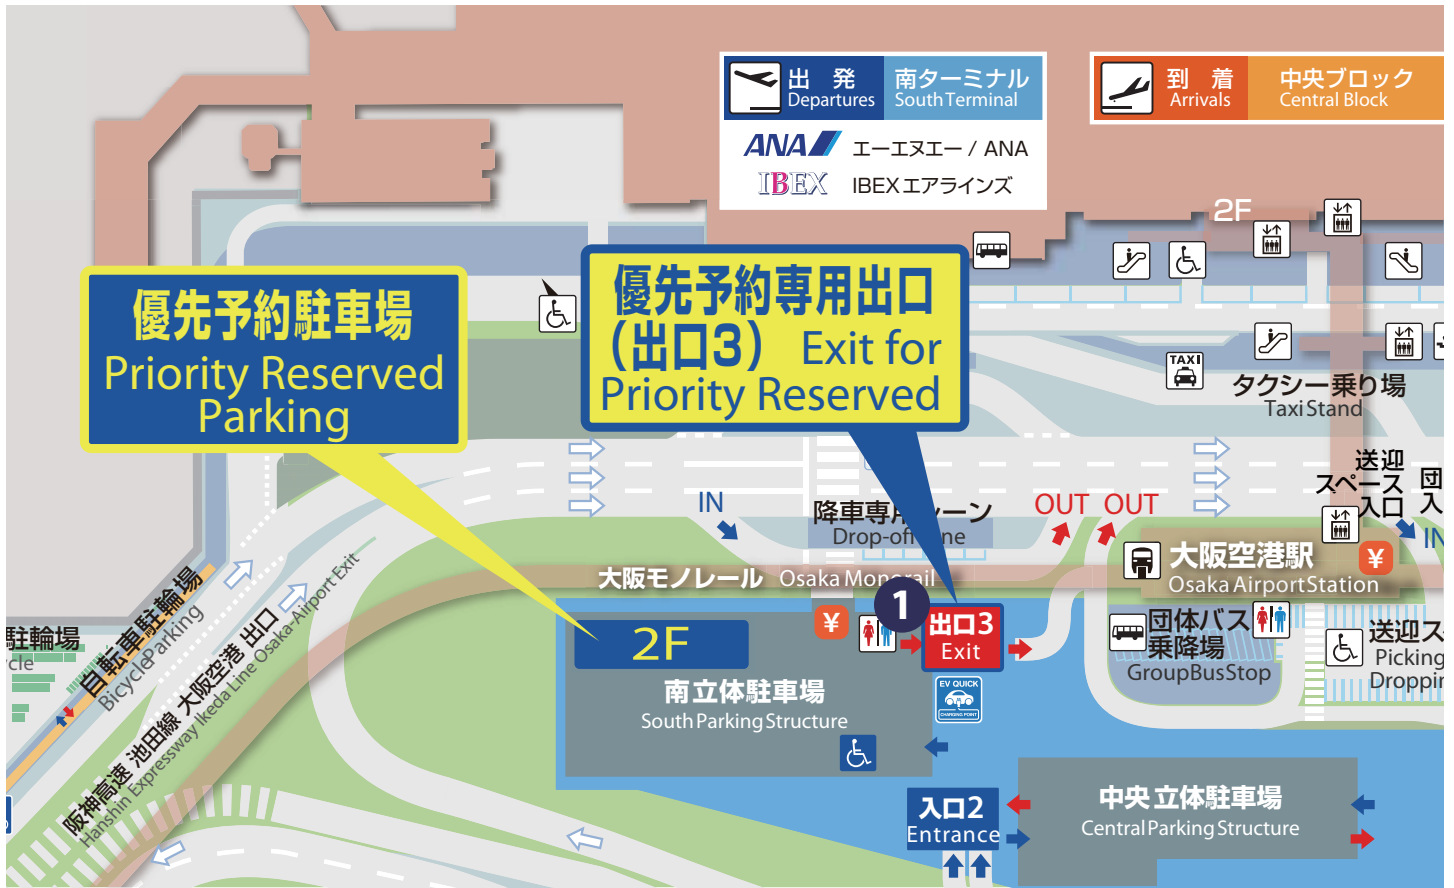 出 発
Departures
南ターミナル
South Terminal
ANA
エーエヌエー / ANA
IBEX
IBEXエアラインズ
到 着
Arrivals
中央ブロック
Central Block
2F
優先予約駐車場
Priority Reserved
Parking
優先予約専用出口
(出口3) Exit for
Priority Reserved
TAXI
タクシー乗り場
Taxi Stand
送迎
スペース
入口
団
入
IN
IN
降車専用レーン
Drop-off
OUT
OUT
大阪モノレール Osaka Monorail
大阪空港駅
Osaka Airport Station
¥
¥
1
出口3
Exit
2F
南立体駐車場
South Parking Structure
EV QUICK
CHARGING POINT
団体バス
乗降場
Group Bus Stop
送迎ス
Picking
Droppin
駐輪場
cle
自転車駐輪場
Bicycle Parking
阪神高速 池田線 大阪空港 出口
Hanshin Expressway Ikeda Line Osaka-Airport Exit
入口2
Entrance
中央立体駐車場
Central Parking Structure